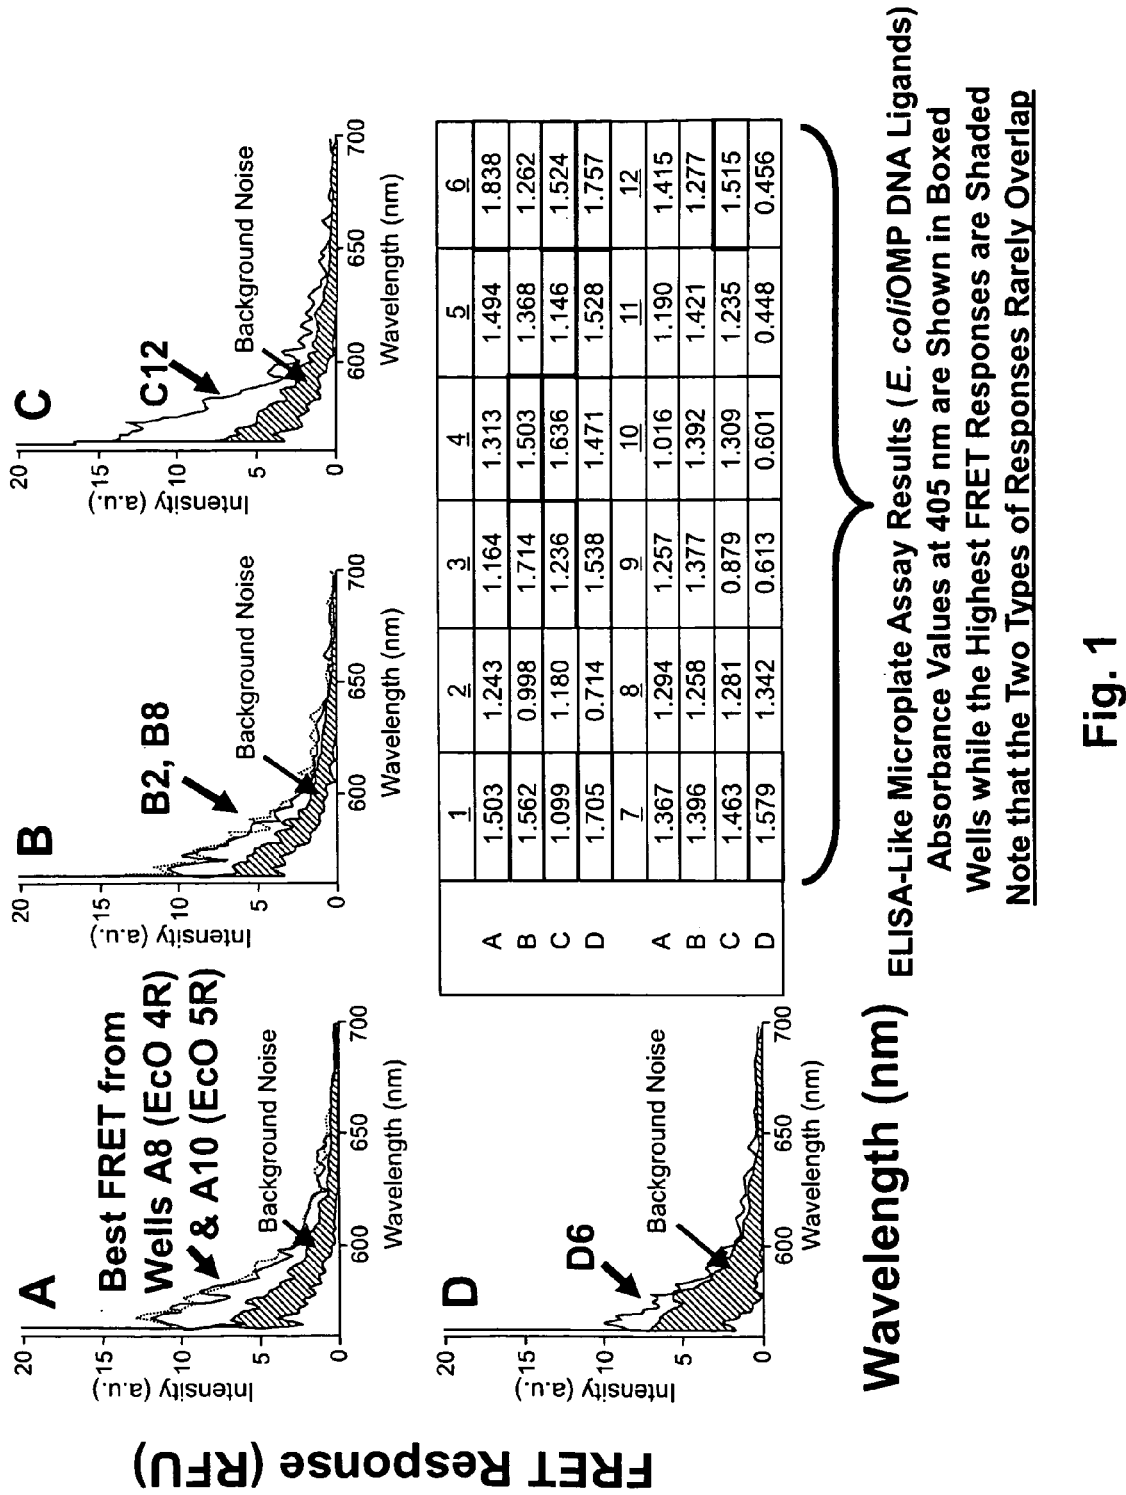 FRET Response (RFU)
A
Best FRET from
Wells A8 (EcO 4R)
& A10 (EcO 5R)
Background Noise
Intensity (a.u.)
20
15
10
5
0
600
650
700
Wavelength (nm)
B
B2, B8
Background Noise
Intensity (a.u.)
20
15
10
5
0
600
650
700
Wavelength (nm)
C
C12
Background Noise
Intensity (a.u.)
20
15
10
5
0
600
650
700
Wavelength (nm)
D
D6
Background Noise
Intensity (a.u.)
20
15
10
5
0
600
650
700
Wavelength (nm)
1 2 3 4 5 6
A 1.503 1.243 1.164 1.313 1.494 1.838
B 1.562 0.998 1.714 1.503 1.368 1.262
C 1.099 1.180 1.236 1.636 1.146 1.524
D 1.705 0.714 1.538 1.471 1.528 1.757
7 8 9 10 11 12
A 1.367 1.294 1.257 1.016 1.190 1.415
B 1.396 1.258 1.377 1.392 1.421 1.277
C 1.463 1.281 0.879 1.309 1.235 1.515
D 1.579 1.342 0.613 0.601 0.448 0.456
Wavelength (nm)
ELISA-Like Microplate Assay Results (E. coliOMP DNA Ligands)
Absorbance Values at 405 nm are Shown in Boxed
Wells while the Highest FRET Responses are Shaded
Note that the Two Types of Responses Rarely Overlap
Fig. 1